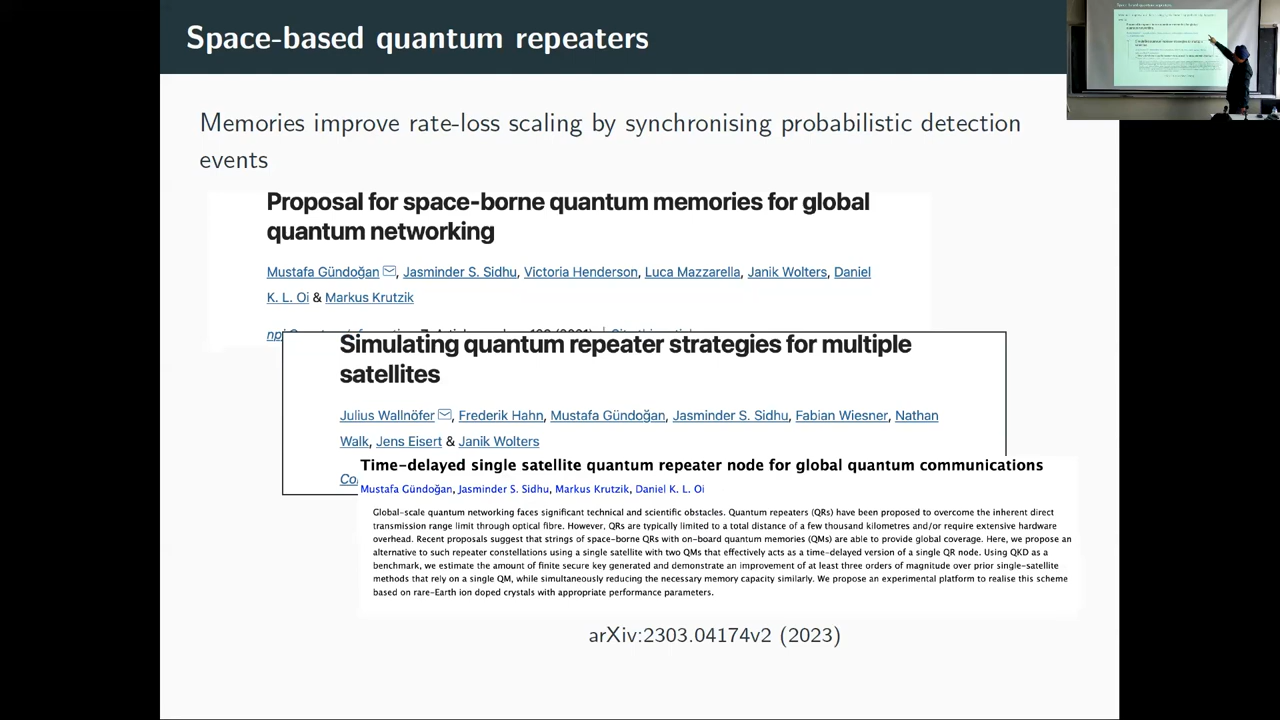 Space-based quantum repeaters
Memories improve rate-loss scaling by synchronising probabilistic detection
events
Proposal for space-borne quantum memories for global
quantum networking
Mustafa Gündoğan, Jasminder S. Sidhu, Victoria Henderson, Luca Mazzarella, Janik Wolters, Daniel
K. L. Oi & Markus Krutzik
npj
Simulating quantum repeater strategies for multiple
satellites
Julius Wallnöfer, Frederik Hahn, Mustafa Gündoğan, Jasminder S. Sidhu, Fabian Wiesner, Nathan
Walk, Jens Eisert & Janik Wolters
Co
Time-delayed single satellite quantum repeater node for global quantum communications
Mustafa Gündoğan, Jasminder S. Sidhu, Markus Krutzik, Daniel K. L. Oi
Global-scale quantum networking faces significant technical and scientific obstacles. Quantum repeaters (QRs) have been proposed to overcome the inherent direct
transmission range limit through optical fibre. However, QRs are typically limited to a total distance of a few thousand kilometres and/or require extensive hardware
overhead. Recent proposals suggest that strings of space-borne QRs with on-board quantum memories (QMs) are able to provide global coverage. Here, we propose an
alternative to such repeater constellations using a single satellite with two QMs that effectively acts as a time-delayed version of a single QR node. Using QKD as a
benchmark, we estimate the amount of finite secure key generated and demonstrate an improvement of at least three orders of magnitude over prior single-satellite
methods that rely on a single QM, while simultaneously reducing the necessary memory capacity similarly. We propose an experimental platform to realise this scheme
based on rare-Earth ion doped crystals with appropriate performance parameters.
arXiv:2303.04174v2 (2023)